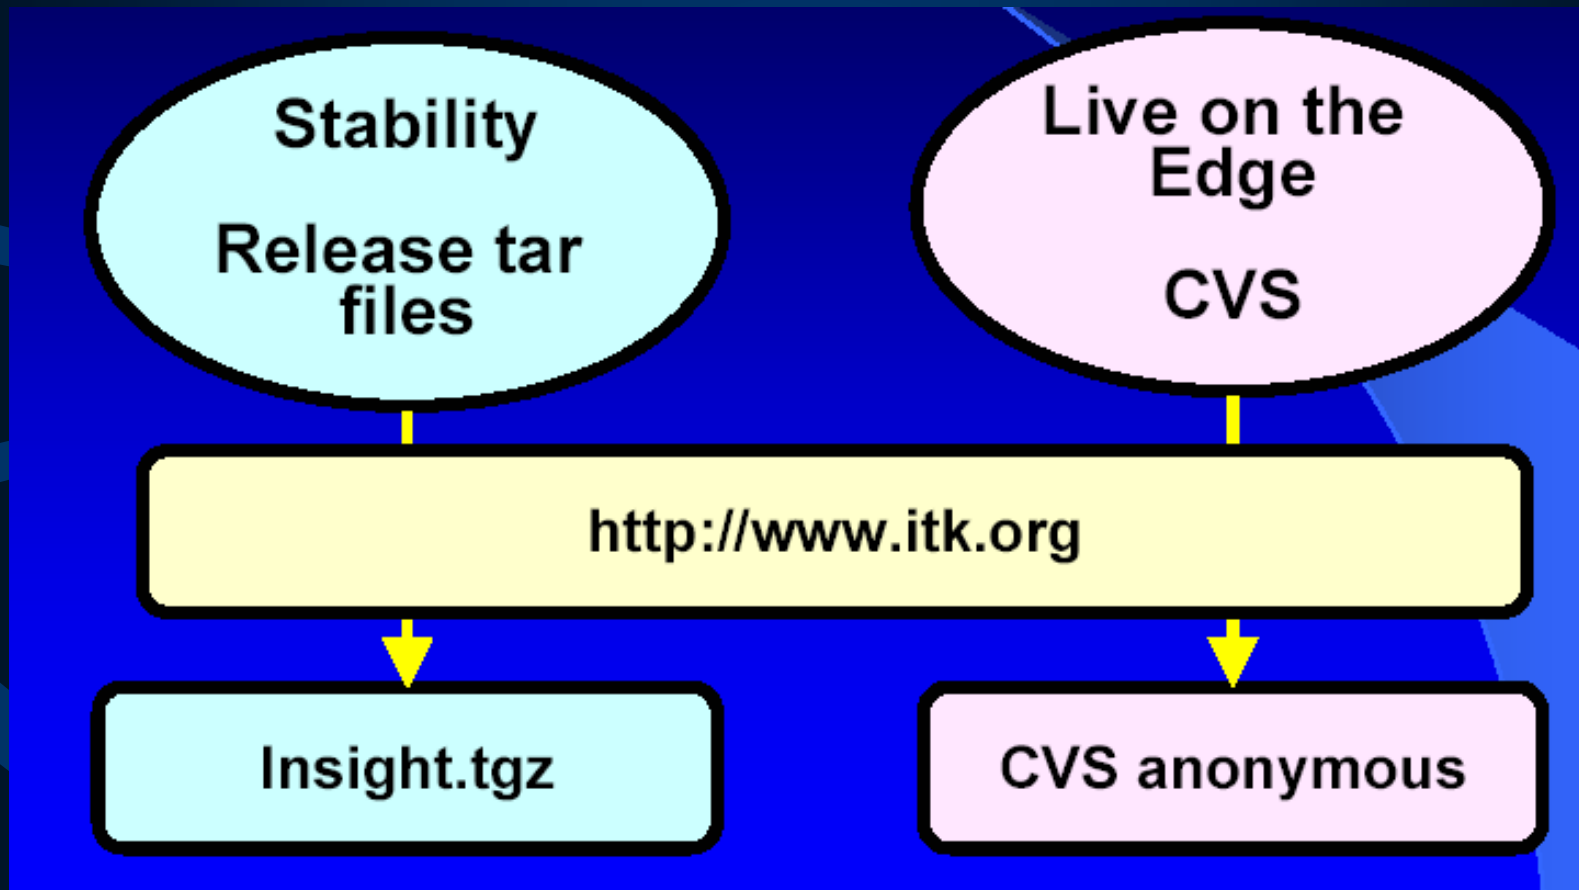 Stability
Release tar
files
Live on the
Edge
CVS
http://www.itk.org
Insight.tgz
CVS anonymous